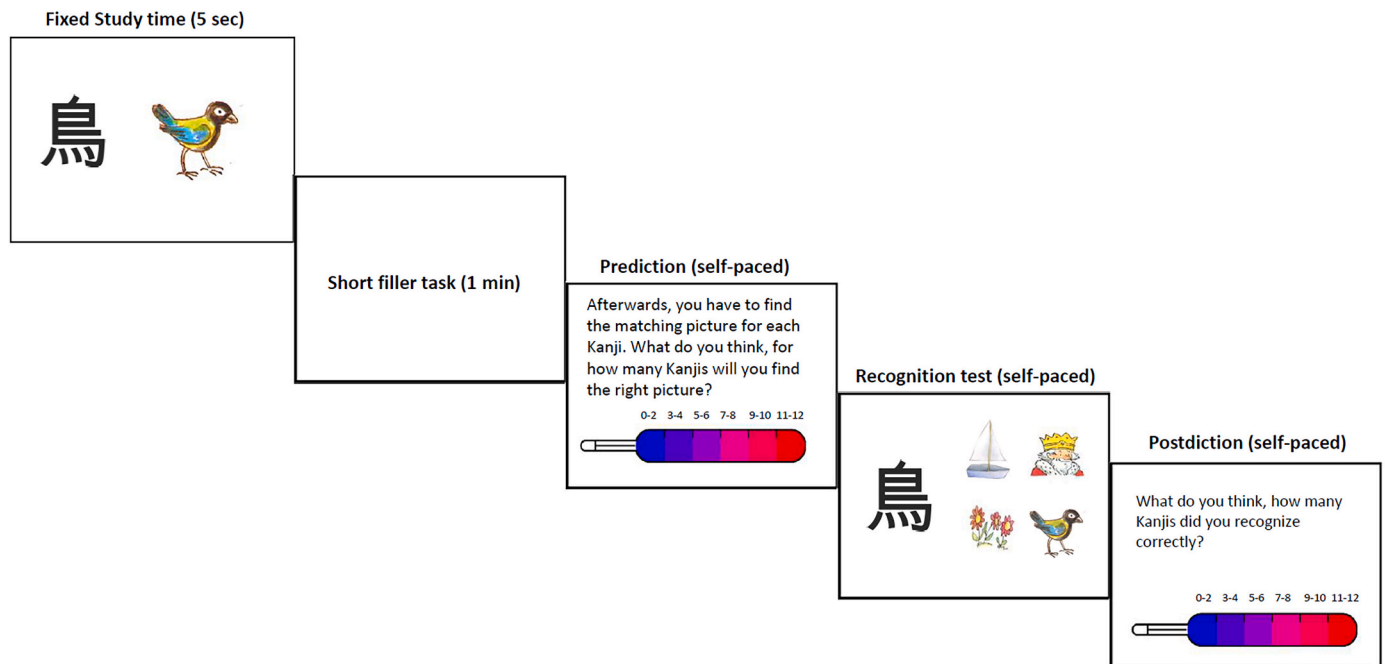 Fixed Study time (5 sec)
鳥
Short filler task (1 min)
Prediction (self-paced)
Afterwards, you have to find
the matching picture for each
Kanji. What do you think, for
how many Kanjis will you find
the right picture?
0-2 3-4 5-6 7-8 9-10 11-12
Recognition test (self-paced)
鳥
Postdiction (self-paced)
What do you think, how many
Kanjis did you recognize
correctly?
0-2 3-4 5-6 7-8 9-10 11-12